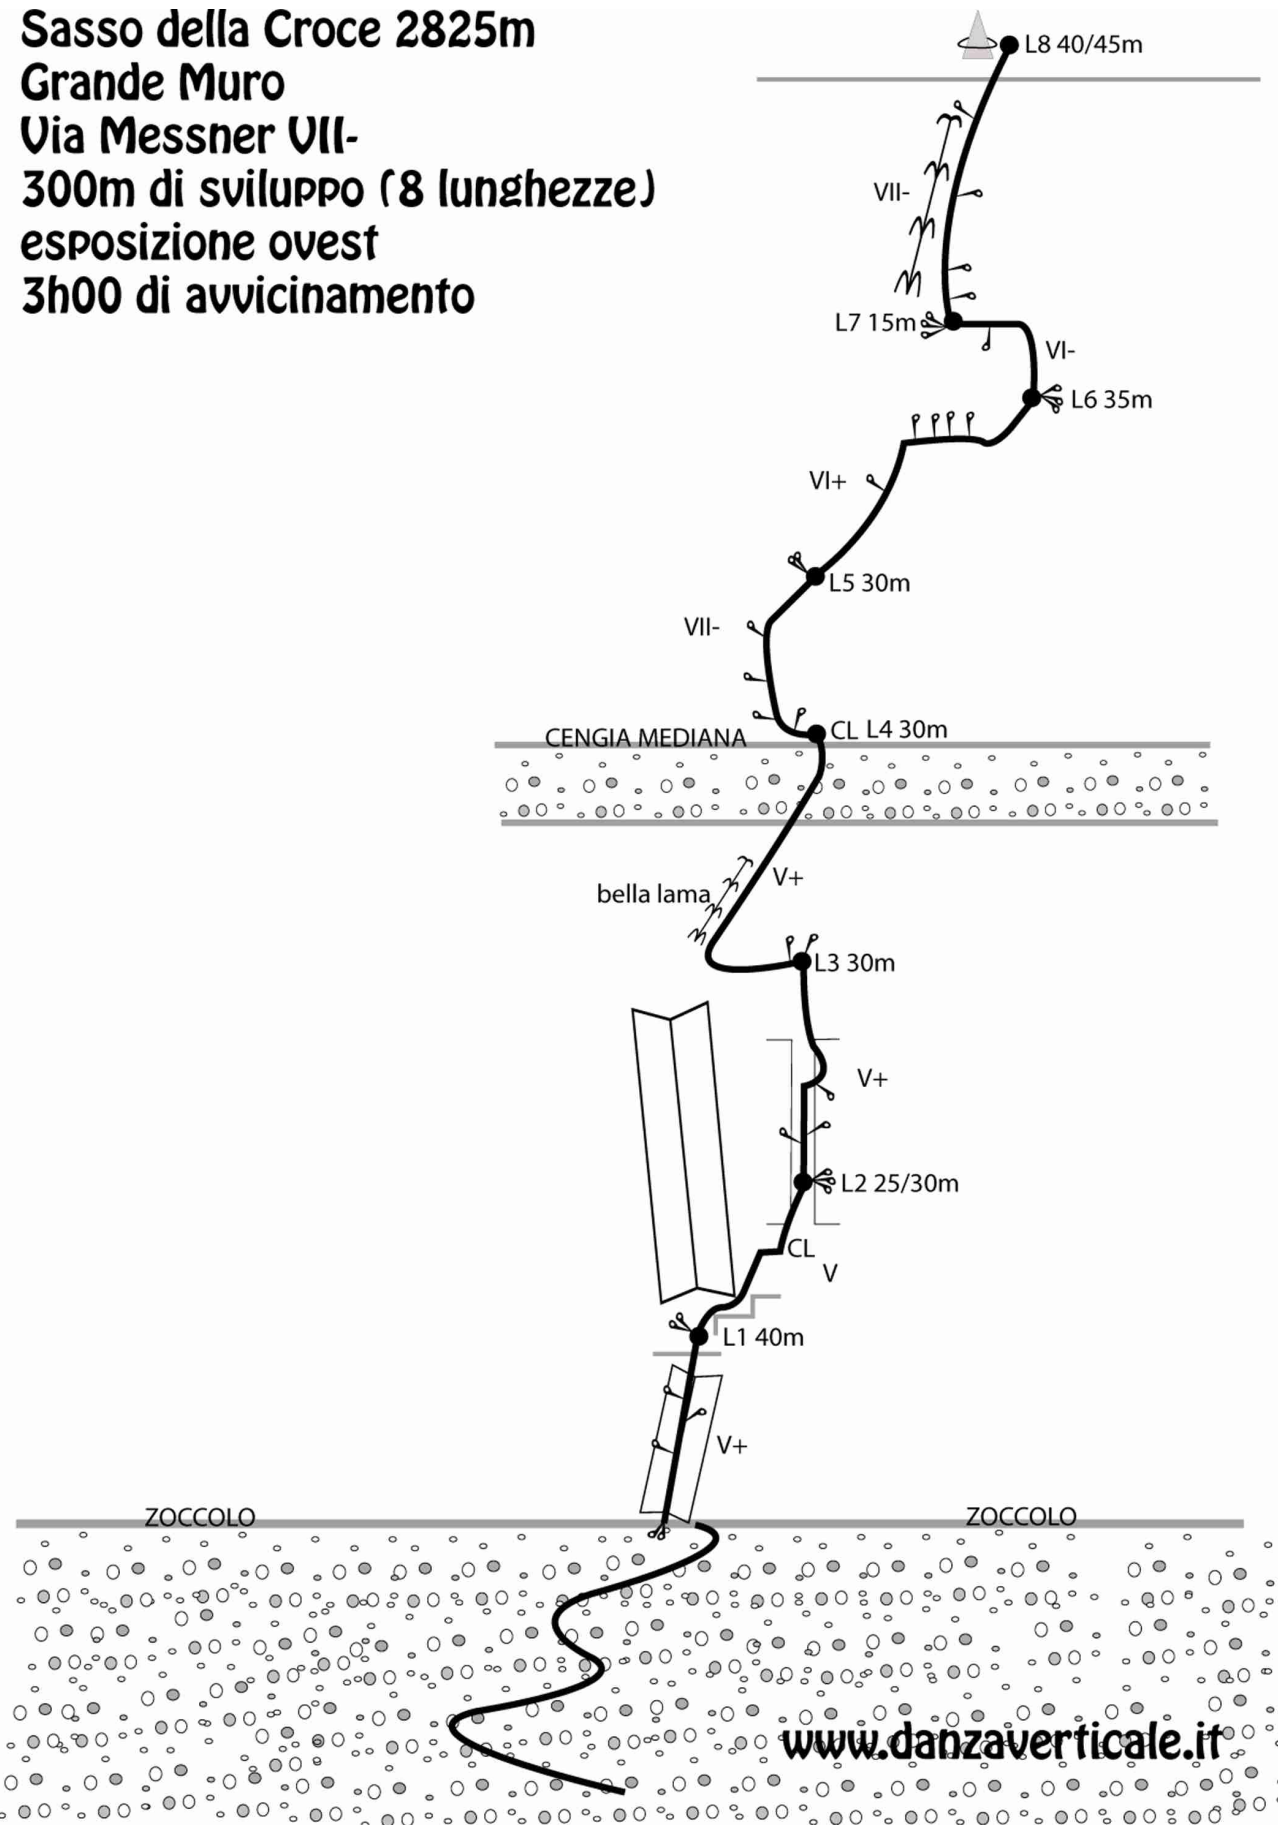 Sasso della Croce 2825m
Grande Muro
Via Messner VII-
300m di sviluppo (8 lunghezze)
esposizione ovest
3h00 di avvicinamento
L8 40/45m
VII-
L7 15m
VI-
L6 35m
VI+
L5 30m
VII-
CL L4 30m
CENGIA MEDIANA
V+
bella lama
L3 30m
V+
L2 25/30m
CL
V
L1 40m
V+
ZOCCOLO ZOCCOLO
www.danzaverticale.it